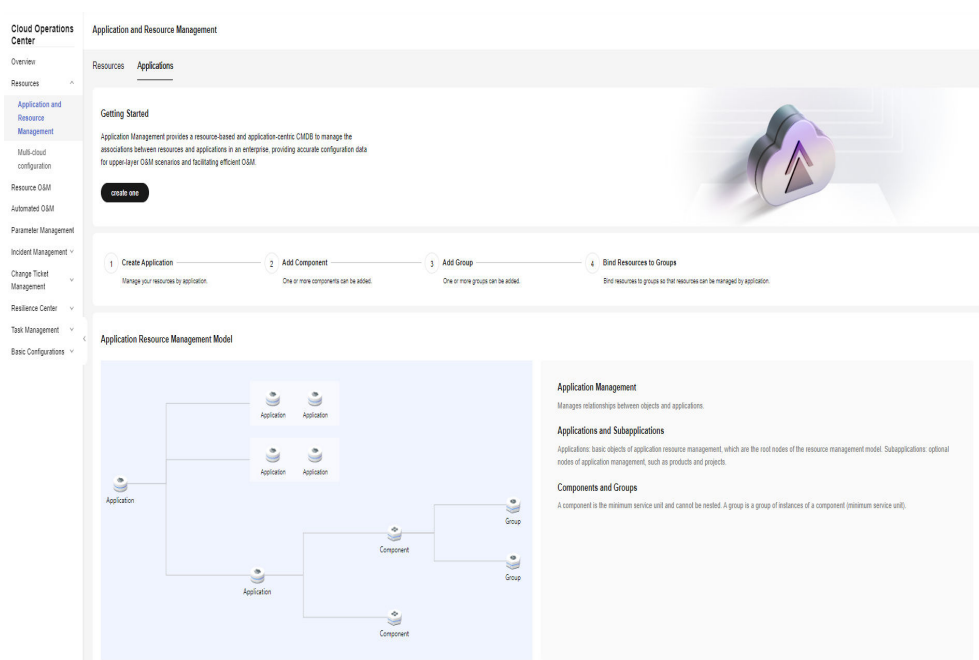 Cloud Operations
Center
Overview
Resources
Application and
Resource
Management
Multi-cloud
configuration
Resource O&M
Automated O&M
Parameter Management
Incident Management
Change Ticket
Management
Resilience Center
Task Management
Basic Configurations
Application and Resource Management
Resources Applications
Getting Started
Application Management provides a resource-based and application-centric CMDB to manage the
associations between resources and applications in an enterprise, providing accurate configuration data
for upper-layer O&M scenarios and facilitating efficient O&M.
create one
1 Create Application
Manage your resources by application.
2 Add Component
One or more components can be added.
3 Add Group
One or more groups can be added.
4 Bind Resources to Groups
Bind resources to groups so that resources can be managed by application.
Application Resource Management Model
Application Application
Application Application
Application
Group
Component
Group
Application
Component
Application Management
Manages relationships between objects and applications.
Applications and Subapplications
Applications: basic objects of application resource management, which are the root nodes of the resource management model. Subapplications: optional
nodes of application management, such as products and projects.
Components and Groups
A component is the minimum service unit and cannot be nested. A group is a group of instances of a component (minimum service unit).